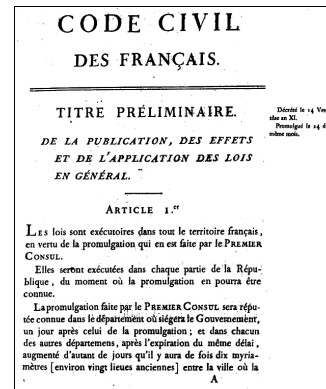 CODE CIVIL
DES FRANÇAIS.
TITRE PRÉLIMINAIRE.
Décrété le 14 Ven
tôse an XI.
Promulgué le 24 d
même mois.
DE LA PUBLICATION, DES EFFETS
ET DE L'APPLICATION DES LOIS
EN GÉNÉRAL.
ARTICLE 1.er
LES lois sont exécutoires dans tout le territoire français,
en vertu de la promulgation qui en est faite par le PREMIER
CONSUL.
Elles seront exécutées dans chaque partie de la Répu-
blique, du moment où la promulgation en pourra être
connue.
La promulgation faite par le PREMIER CONSUL sera répu-
tée connue dans le département où siégera le Gouvernement,
un jour après celui de la promulgation; et dans chacun
des autres départemens, après l'expiration du même délai,
augmenté d'autant de jours qu'il y aura de fois dix myria-
mètres [environ vingt lieues anciennes] entre la ville où la
A